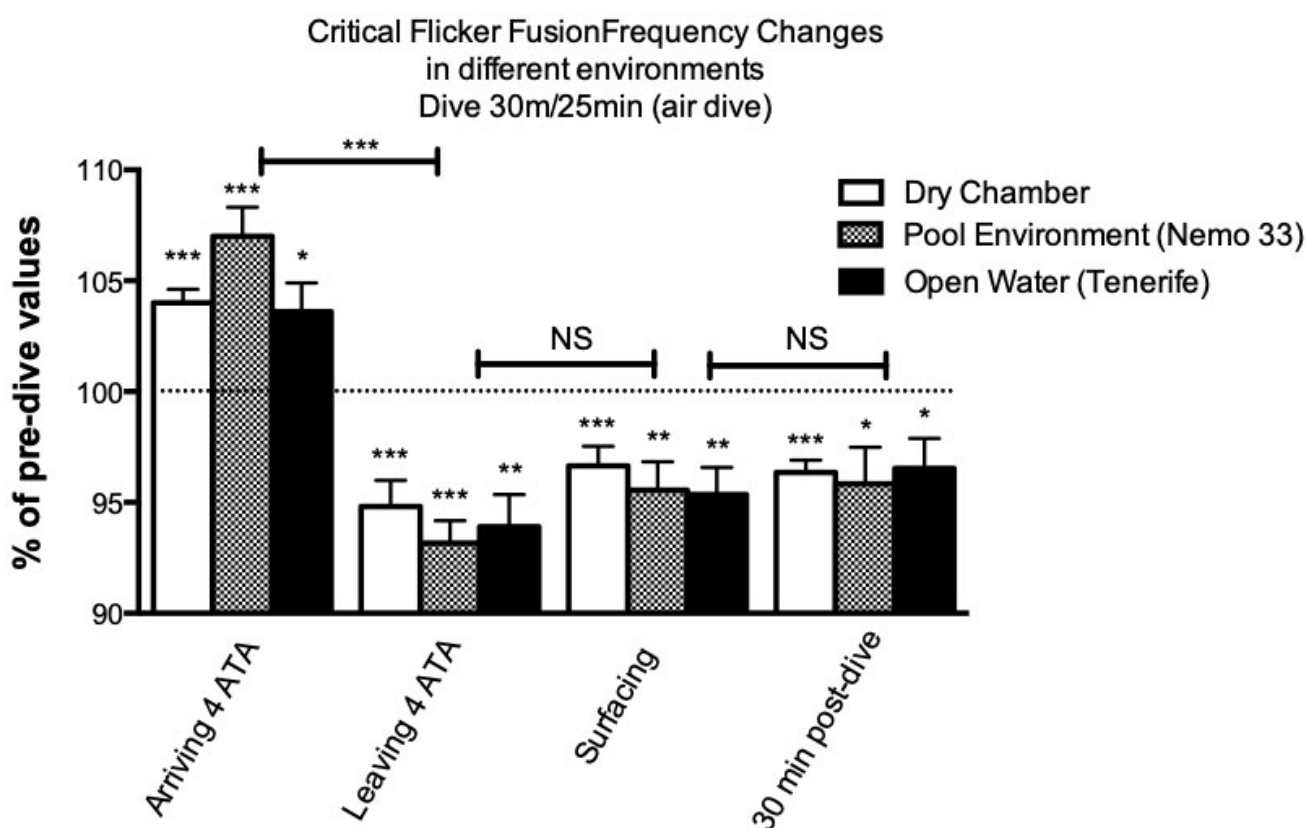 Critical Flicker FusionFrequency Changes
in different environments
Dive 30m/25min (air dive)
***
110
***
Dry Chamber
Pool Environment (Nemo 33)
Open Water (Tenerife)
***
*
105
% of pre-dive values
NS
NS
100
***
***
**
***
**
**
***
*
*
95
90
Arriving 4 ATA
Leaving 4 ATA
Surfacing
30 min post-dive